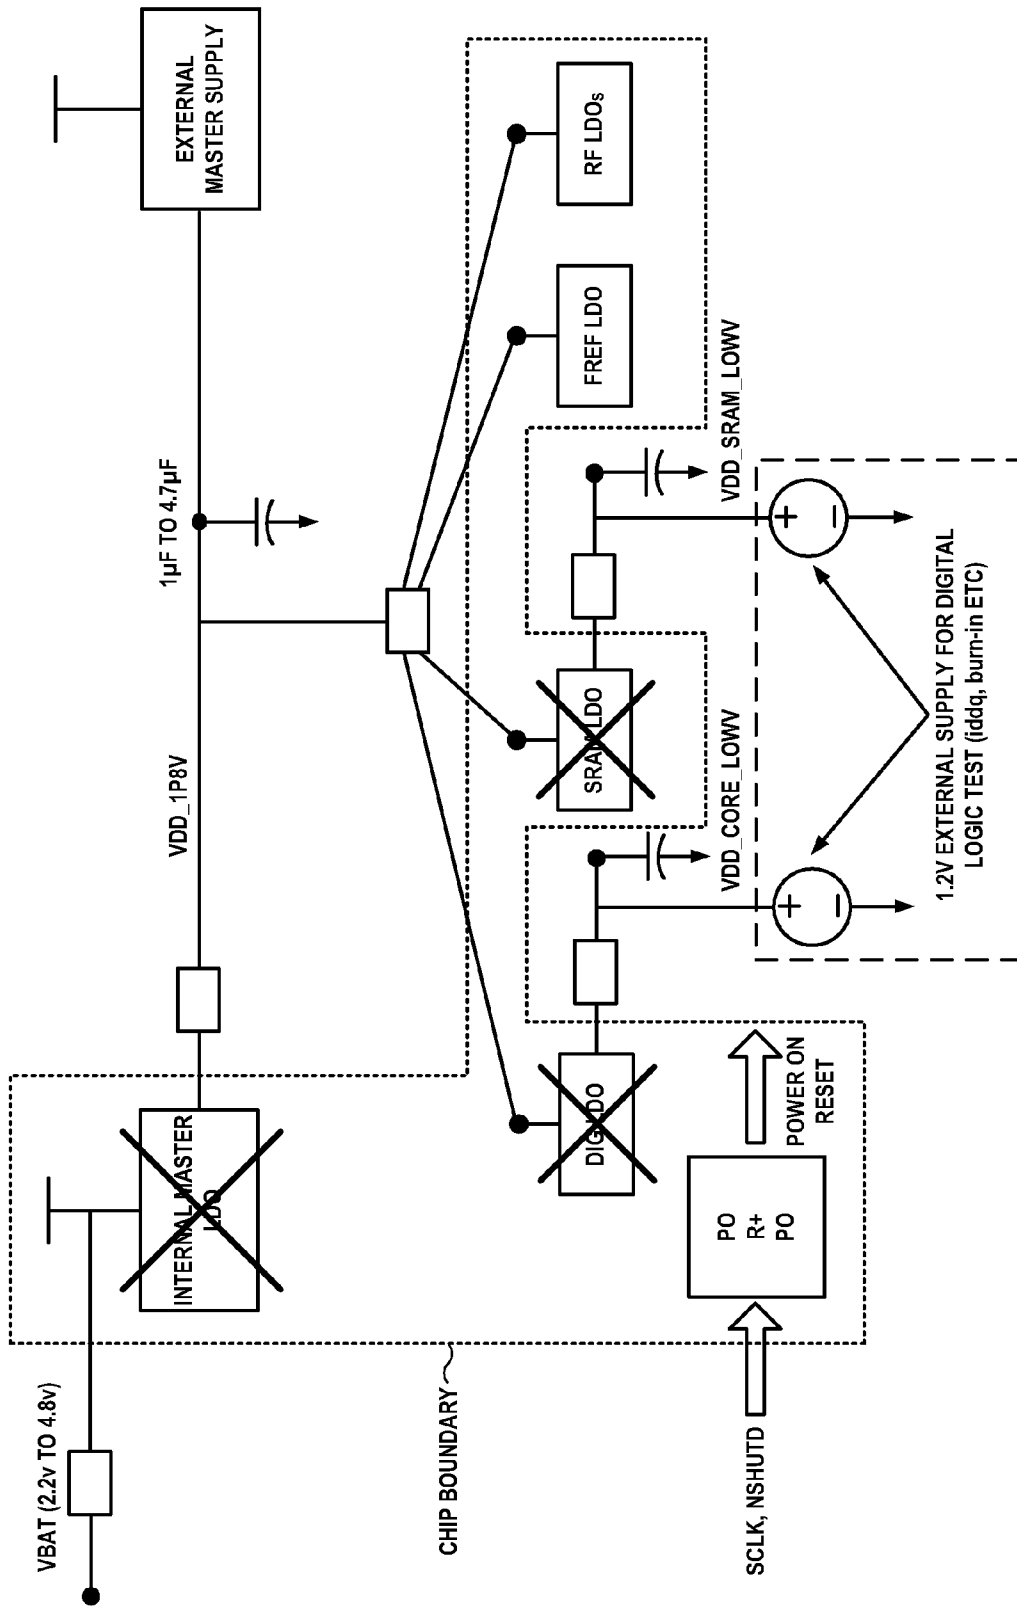 VBAT (2.2v TO 4.8v)
INTERNAL MASTER
LDO
VDD_1P8V
1µF TO 4.7µF
EXTERNAL
MASTER SUPPLY
CHIP BOUNDARY
DIG LDO
SRAM LDO
FREF LDO
RF LDOs
VDD_CORE_LOWV
VDD_SRAM_LOWV
SCLK, NSHUTD
PO
R+
PO
POWER ON
RESET
+
−
+
−
1.2V EXTERNAL SUPPLY FOR DIGITAL
LOGIC TEST (iddq, burn-in ETC)